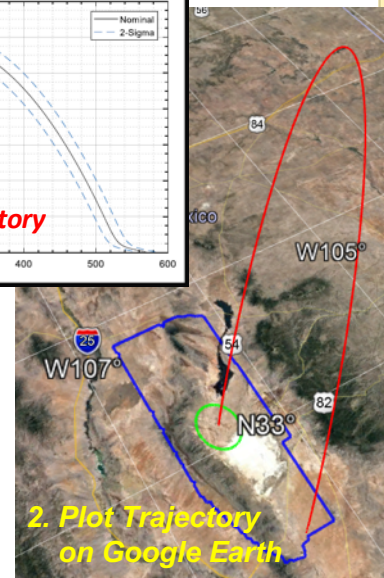 Nominal
2-Sigma
tory
400
500
600
56
84
xico
W105°
25
54
W107°
82
N33°
2. Plot Trajectory
on Google Earth